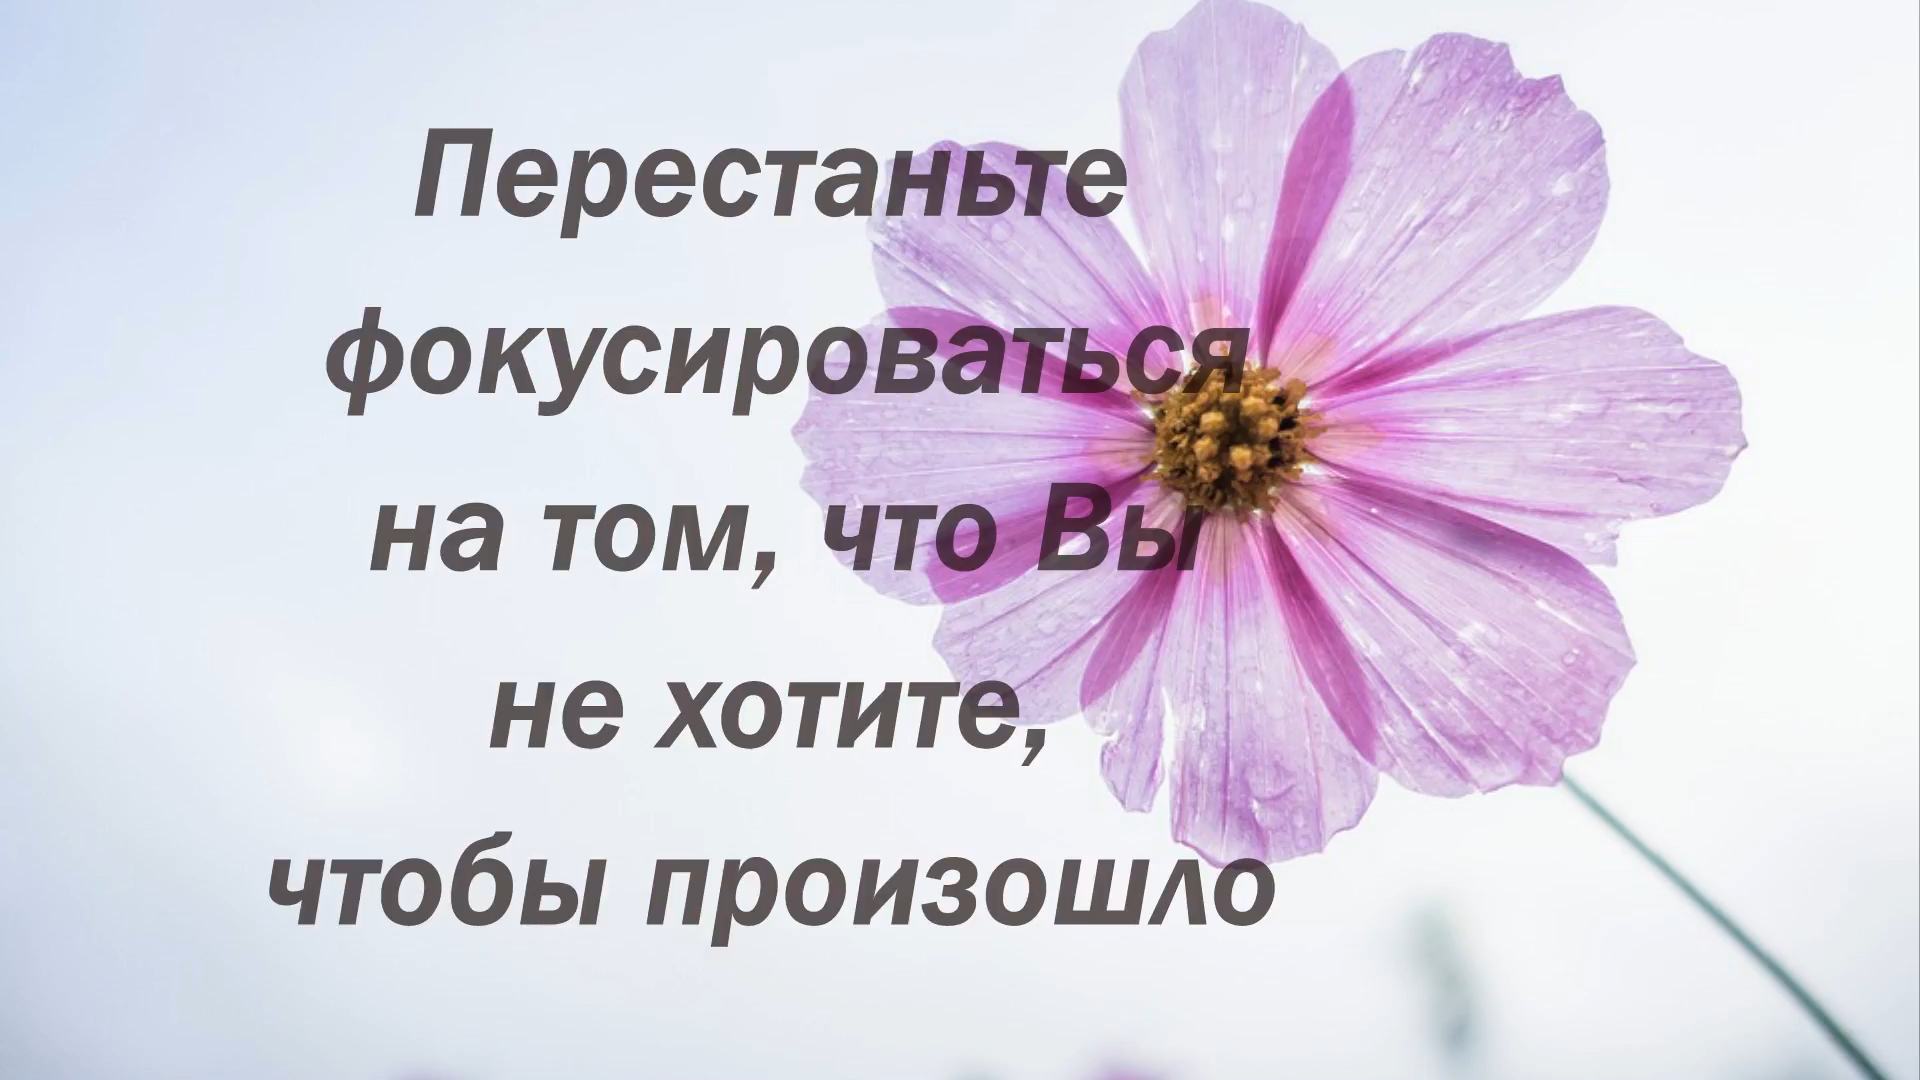 Перестаньте
фокусироваться
на том, что Вы
не хотите,
чтобы произошло